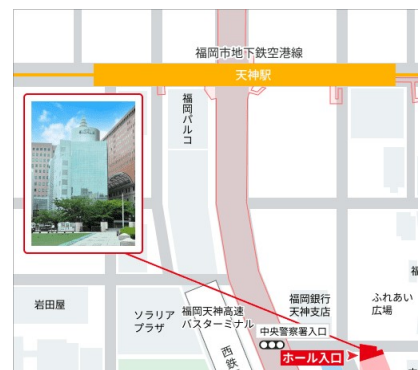 福岡市地下鉄空港線
天神駅
福岡パルコ
岩田屋
ソラリア
プラザ
福岡天神高速
バスターミナル
西鉄
福岡銀行
天神支店
中央警察署入口
ホール入口
ふれあい
広場
福